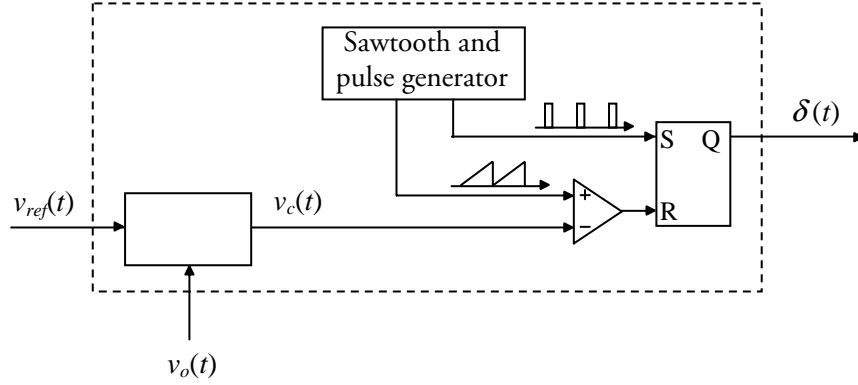 Sawtooth and
pulse generator
δ(t)
S Q
v_ref(t)
v_c(t)
+
−
R
v_o(t)